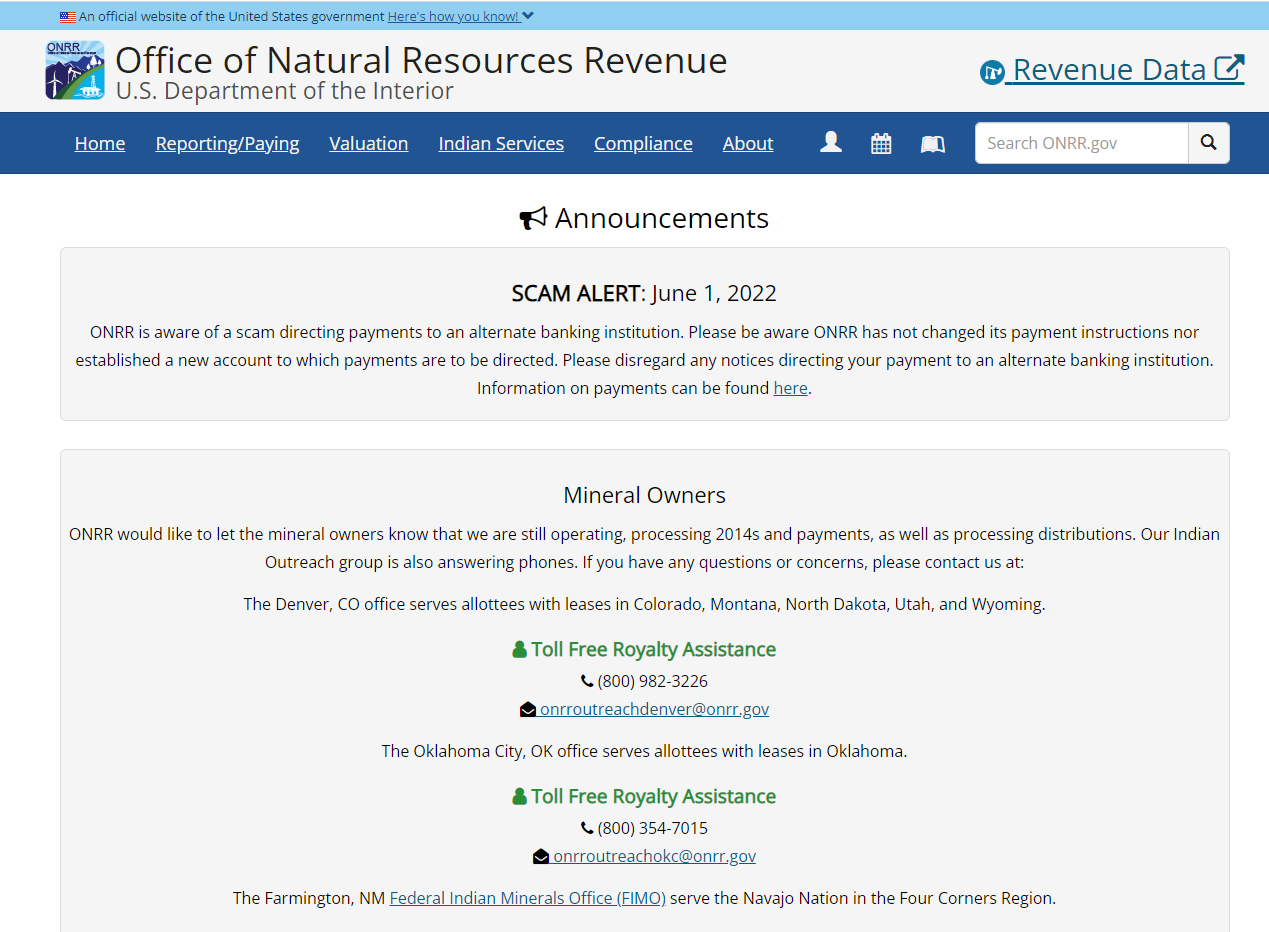 An official website of the United States government Here's how you know!
ONRR
Office of Natural Resources Revenue
U.S. Department of the Interior
Revenue Data
Home Reporting/Paying Valuation Indian Services Compliance About Search ONRR.gov
Announcements
SCAM ALERT: June 1, 2022
ONRR is aware of a scam directing payments to an alternate banking institution. Please be aware ONRR has not changed its payment instructions nor
established a new account to which payments are to be directed. Please disregard any notices directing your payment to an alternate banking institution.
Information on payments can be found here.
Mineral Owners
ONRR would like to let the mineral owners know that we are still operating, processing 2014s and payments, as well as processing distributions. Our Indian
Outreach group is also answering phones. If you have any questions or concerns, please contact us at:
The Denver, CO office serves allottees with leases in Colorado, Montana, North Dakota, Utah, and Wyoming.
Toll Free Royalty Assistance
(800) 982-3226
onrroutreachdenver@onrr.gov
The Oklahoma City, OK office serves allottees with leases in Oklahoma.
Toll Free Royalty Assistance
(800) 354-7015
onrroutreachokc@onrr.gov
The Farmington, NM Federal Indian Minerals Office (FIMO) serve the Navajo Nation in the Four Corners Region.